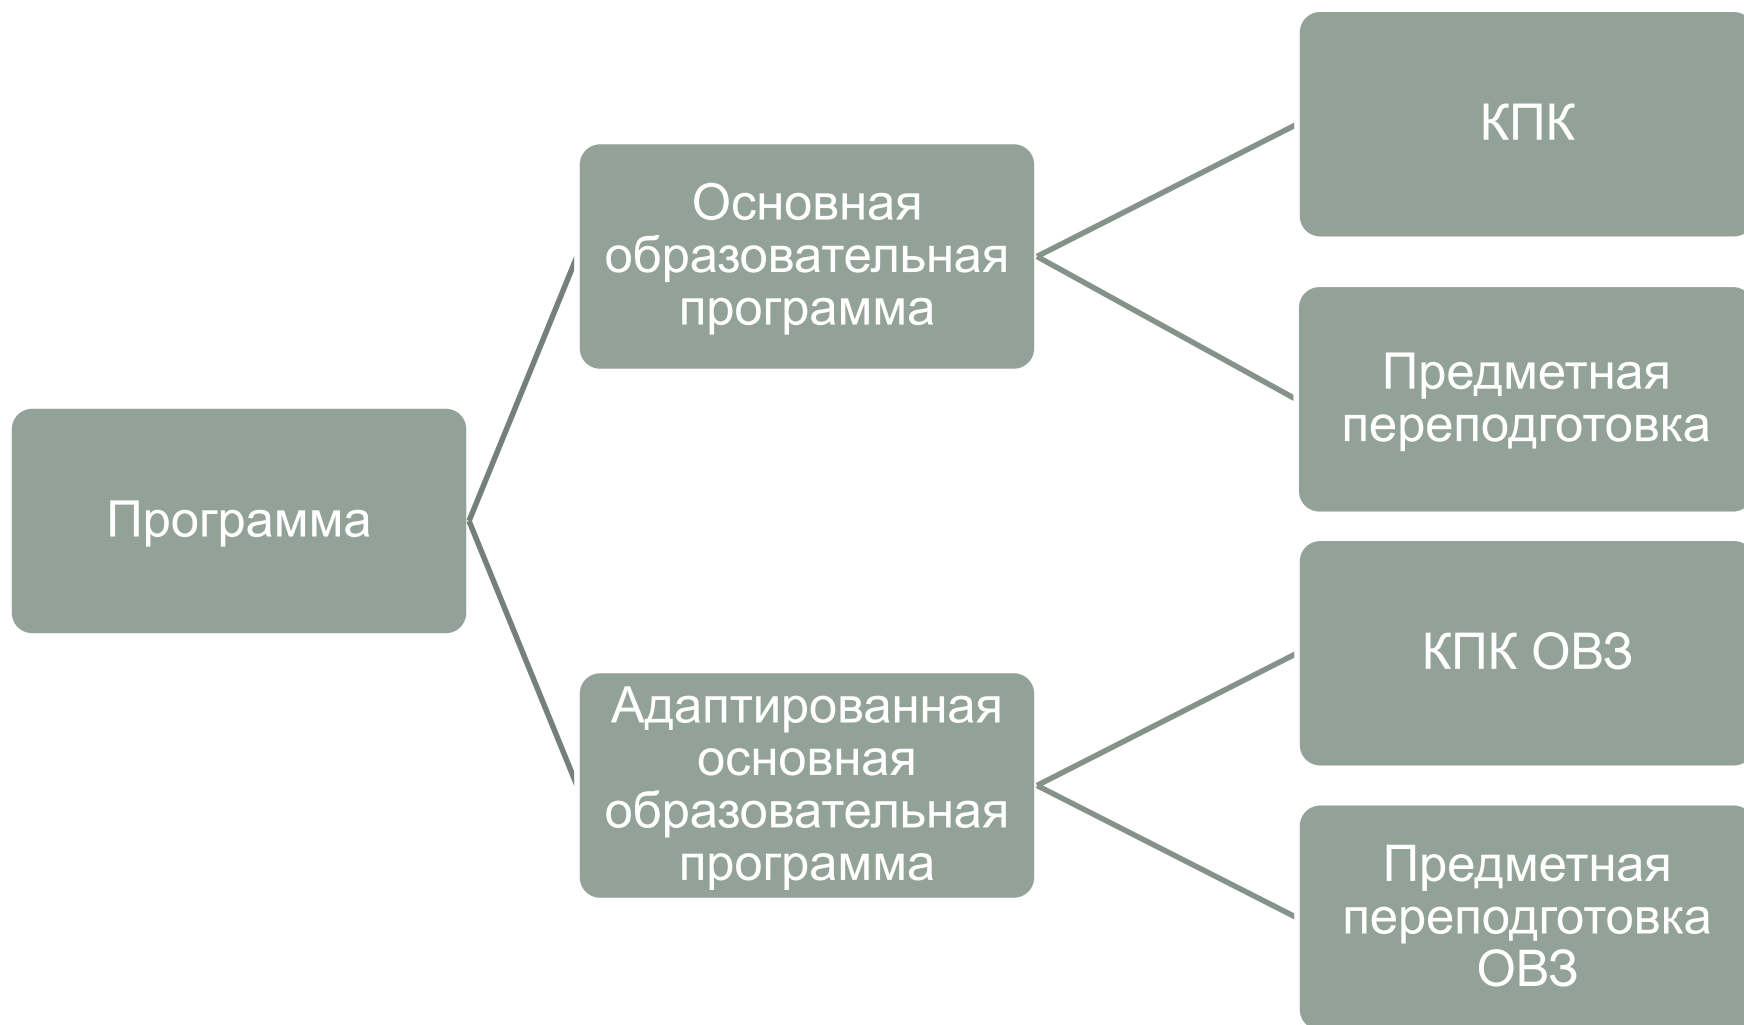 Программа
Основная
образовательная
программа
КПК
Предметная
переподготовка
Адаптированная
основная
образовательная
программа
КПК ОВЗ
Предметная
переподготовка
ОВЗ